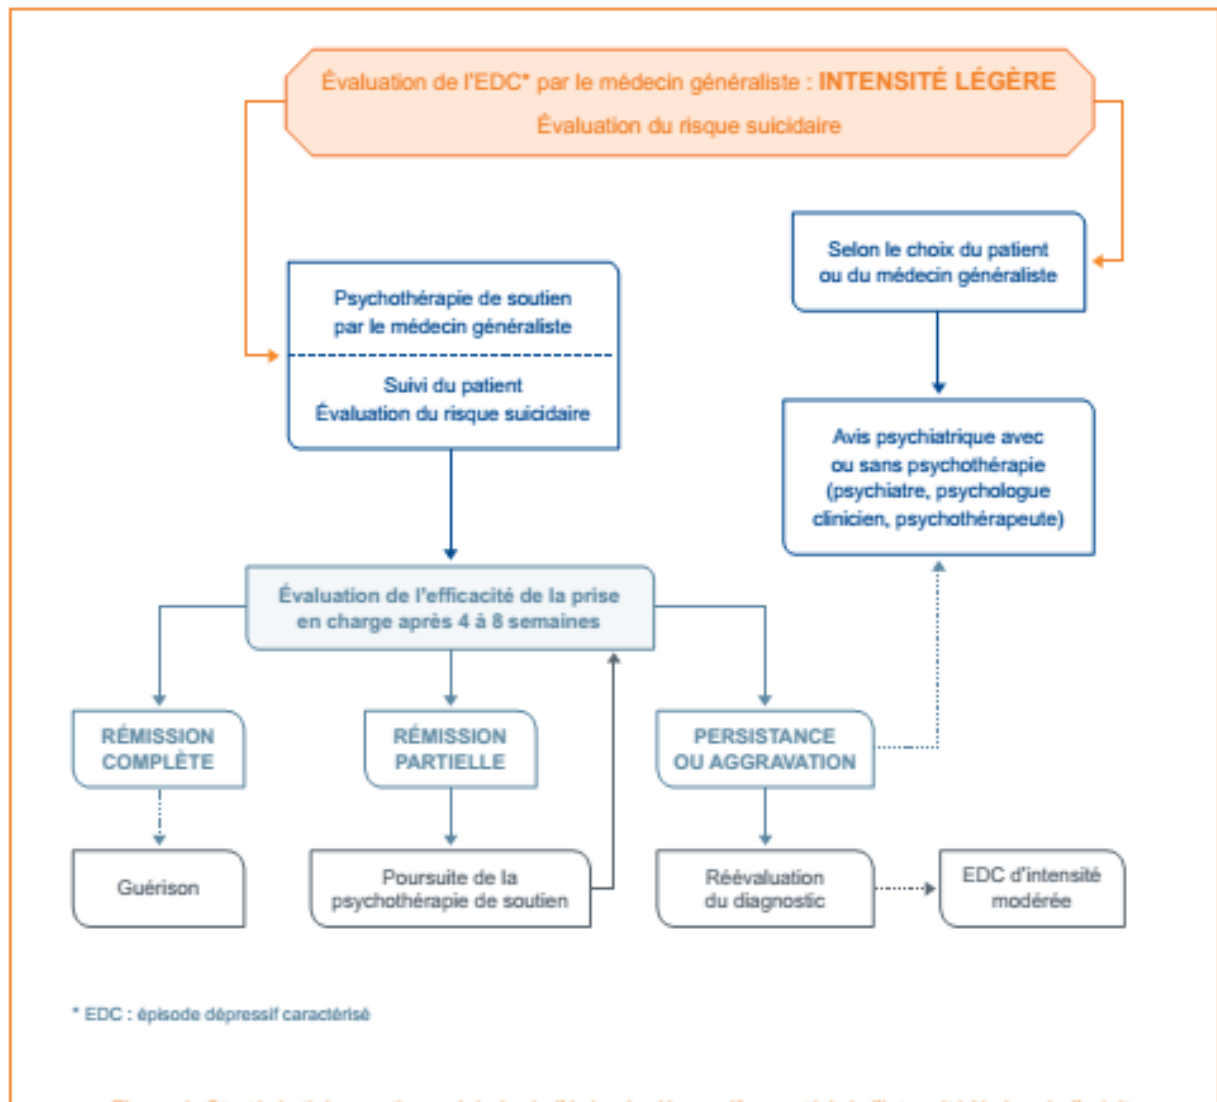 Évaluation de l'EDC* par le médecin généraliste : INTENSITÉ LÉGÈRE
Évaluation du risque suicidaire
Selon le choix du patient
ou du médecin généraliste
Psychothérapie de soutien
par le médecin généraliste
Suivi du patient
Évaluation du risque suicidaire
Avis psychiatrique avec
ou sans psychothérapie
(psychiatre, psychologue
clinicien, psychothérapeute)
Évaluation de l'efficacité de la prise
en charge après 4 à 8 semaines
RÉMISSION
COMPLÈTE
RÉMISSION
PARTIELLE
PERSISTANCE
OU AGGRAVATION
Guérison
Poursuite de la
psychothérapie de soutien
Réévaluation
du diagnostic
EDC d'intensité
modérée
* EDC : épisode dépressif caractérisé